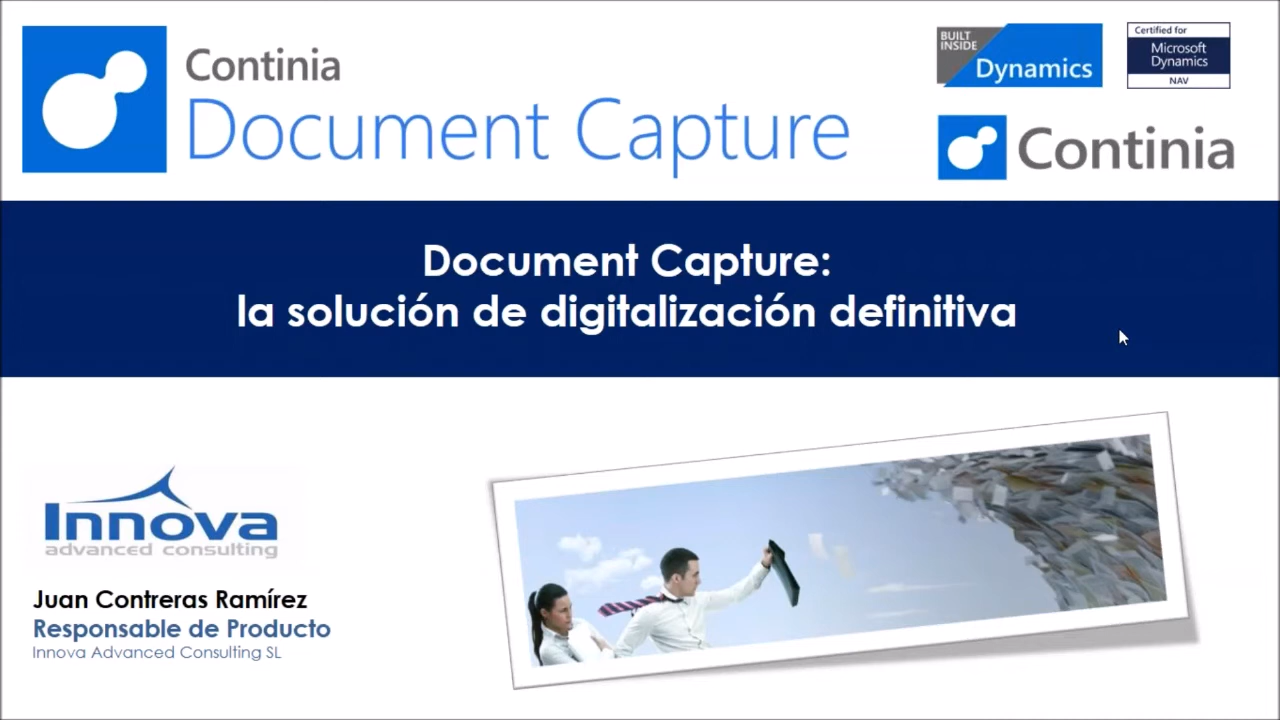 Continia
Document Capture
BUILT
INSIDE
Dynamics
Certified for
Microsoft
Dynamics
NAV
Continia
Document Capture:
la solución de digitalización definitiva
Innova
advanced consulting
Juan Contreras Ramírez
Responsable de Producto
Innova Advanced Consulting SL